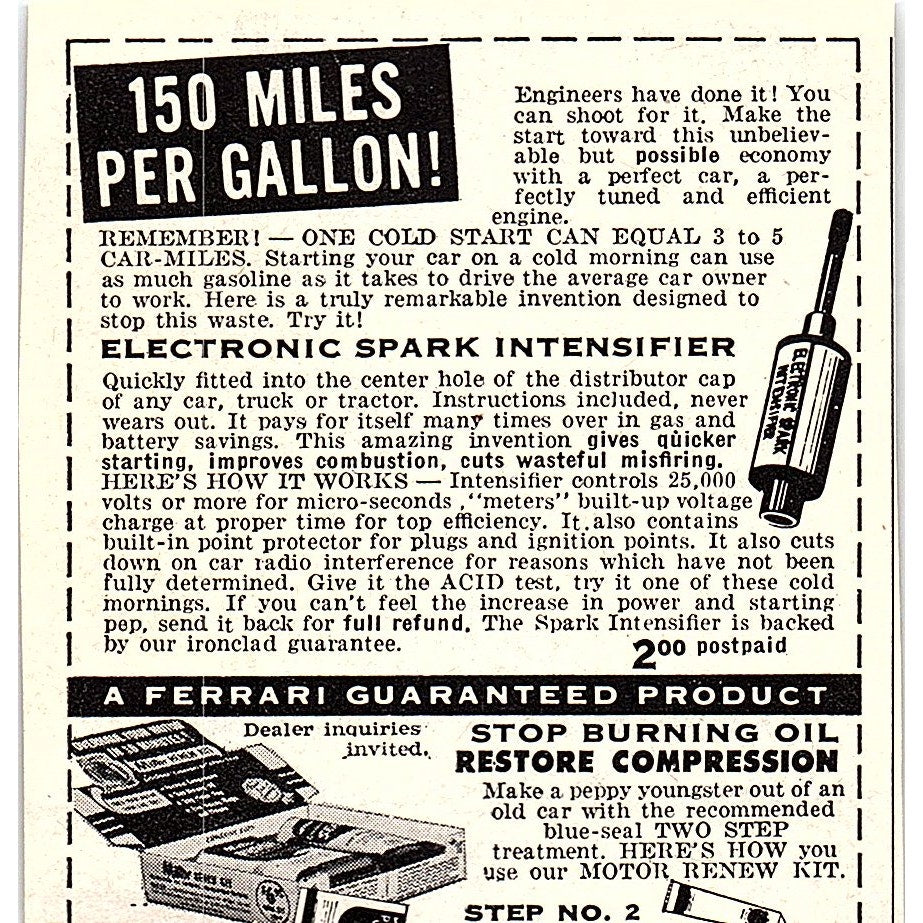 150 MILES
PER GALLON!
Engineers have done it! You
can shoot for it. Make the
start toward this unbeliev-
able but possible economy
with a perfect car, a per-
fectly tuned and efficient
engine.
REMEMBER! — ONE COLD START CAN EQUAL 3 to 5
CAR-MILES. Starting your car on a cold morning can use
as much gasoline as it takes to drive the average car owner
to work. Here is a truly remarkable invention designed to
stop this waste. Try it!
ELECTRONIC SPARK INTENSIFIER
ELECTRONIC SPARK
INTENSIFIER
Quickly fitted into the center hole of the distributor cap
of any car, truck or tractor. Instructions included, never
wears out. It pays for itself many times over in gas and
battery savings. This amazing invention gives quicker
starting, improves combustion, cuts wasteful misfiring.
HERE'S HOW IT WORKS — Intensifier controls 25,000
volts or more for micro-seconds, "meters" built-up voltage
charge at proper time for top efficiency. It also contains
built-in point protector for plugs and ignition points. It also cuts
down on car radio interference for reasons which have not been
fully determined. Give it the ACID test, try it one of these cold
mornings. If you can't feel the increase in power and starting
pep, send it back for full refund. The Spark Intensifier is backed
by our ironclad guarantee.
2.00 postpaid
A FERRARI GUARANTEED PRODUCT
Dealer inquiries
invited.
STOP BURNING OIL
RESTORE COMPRESSION
Make a peppy youngster out of an
old car with the recommended
blue-seal TWO STEP
treatment. HERE'S HOW you
use our MOTOR RENEW KIT.
STEP NO. 2